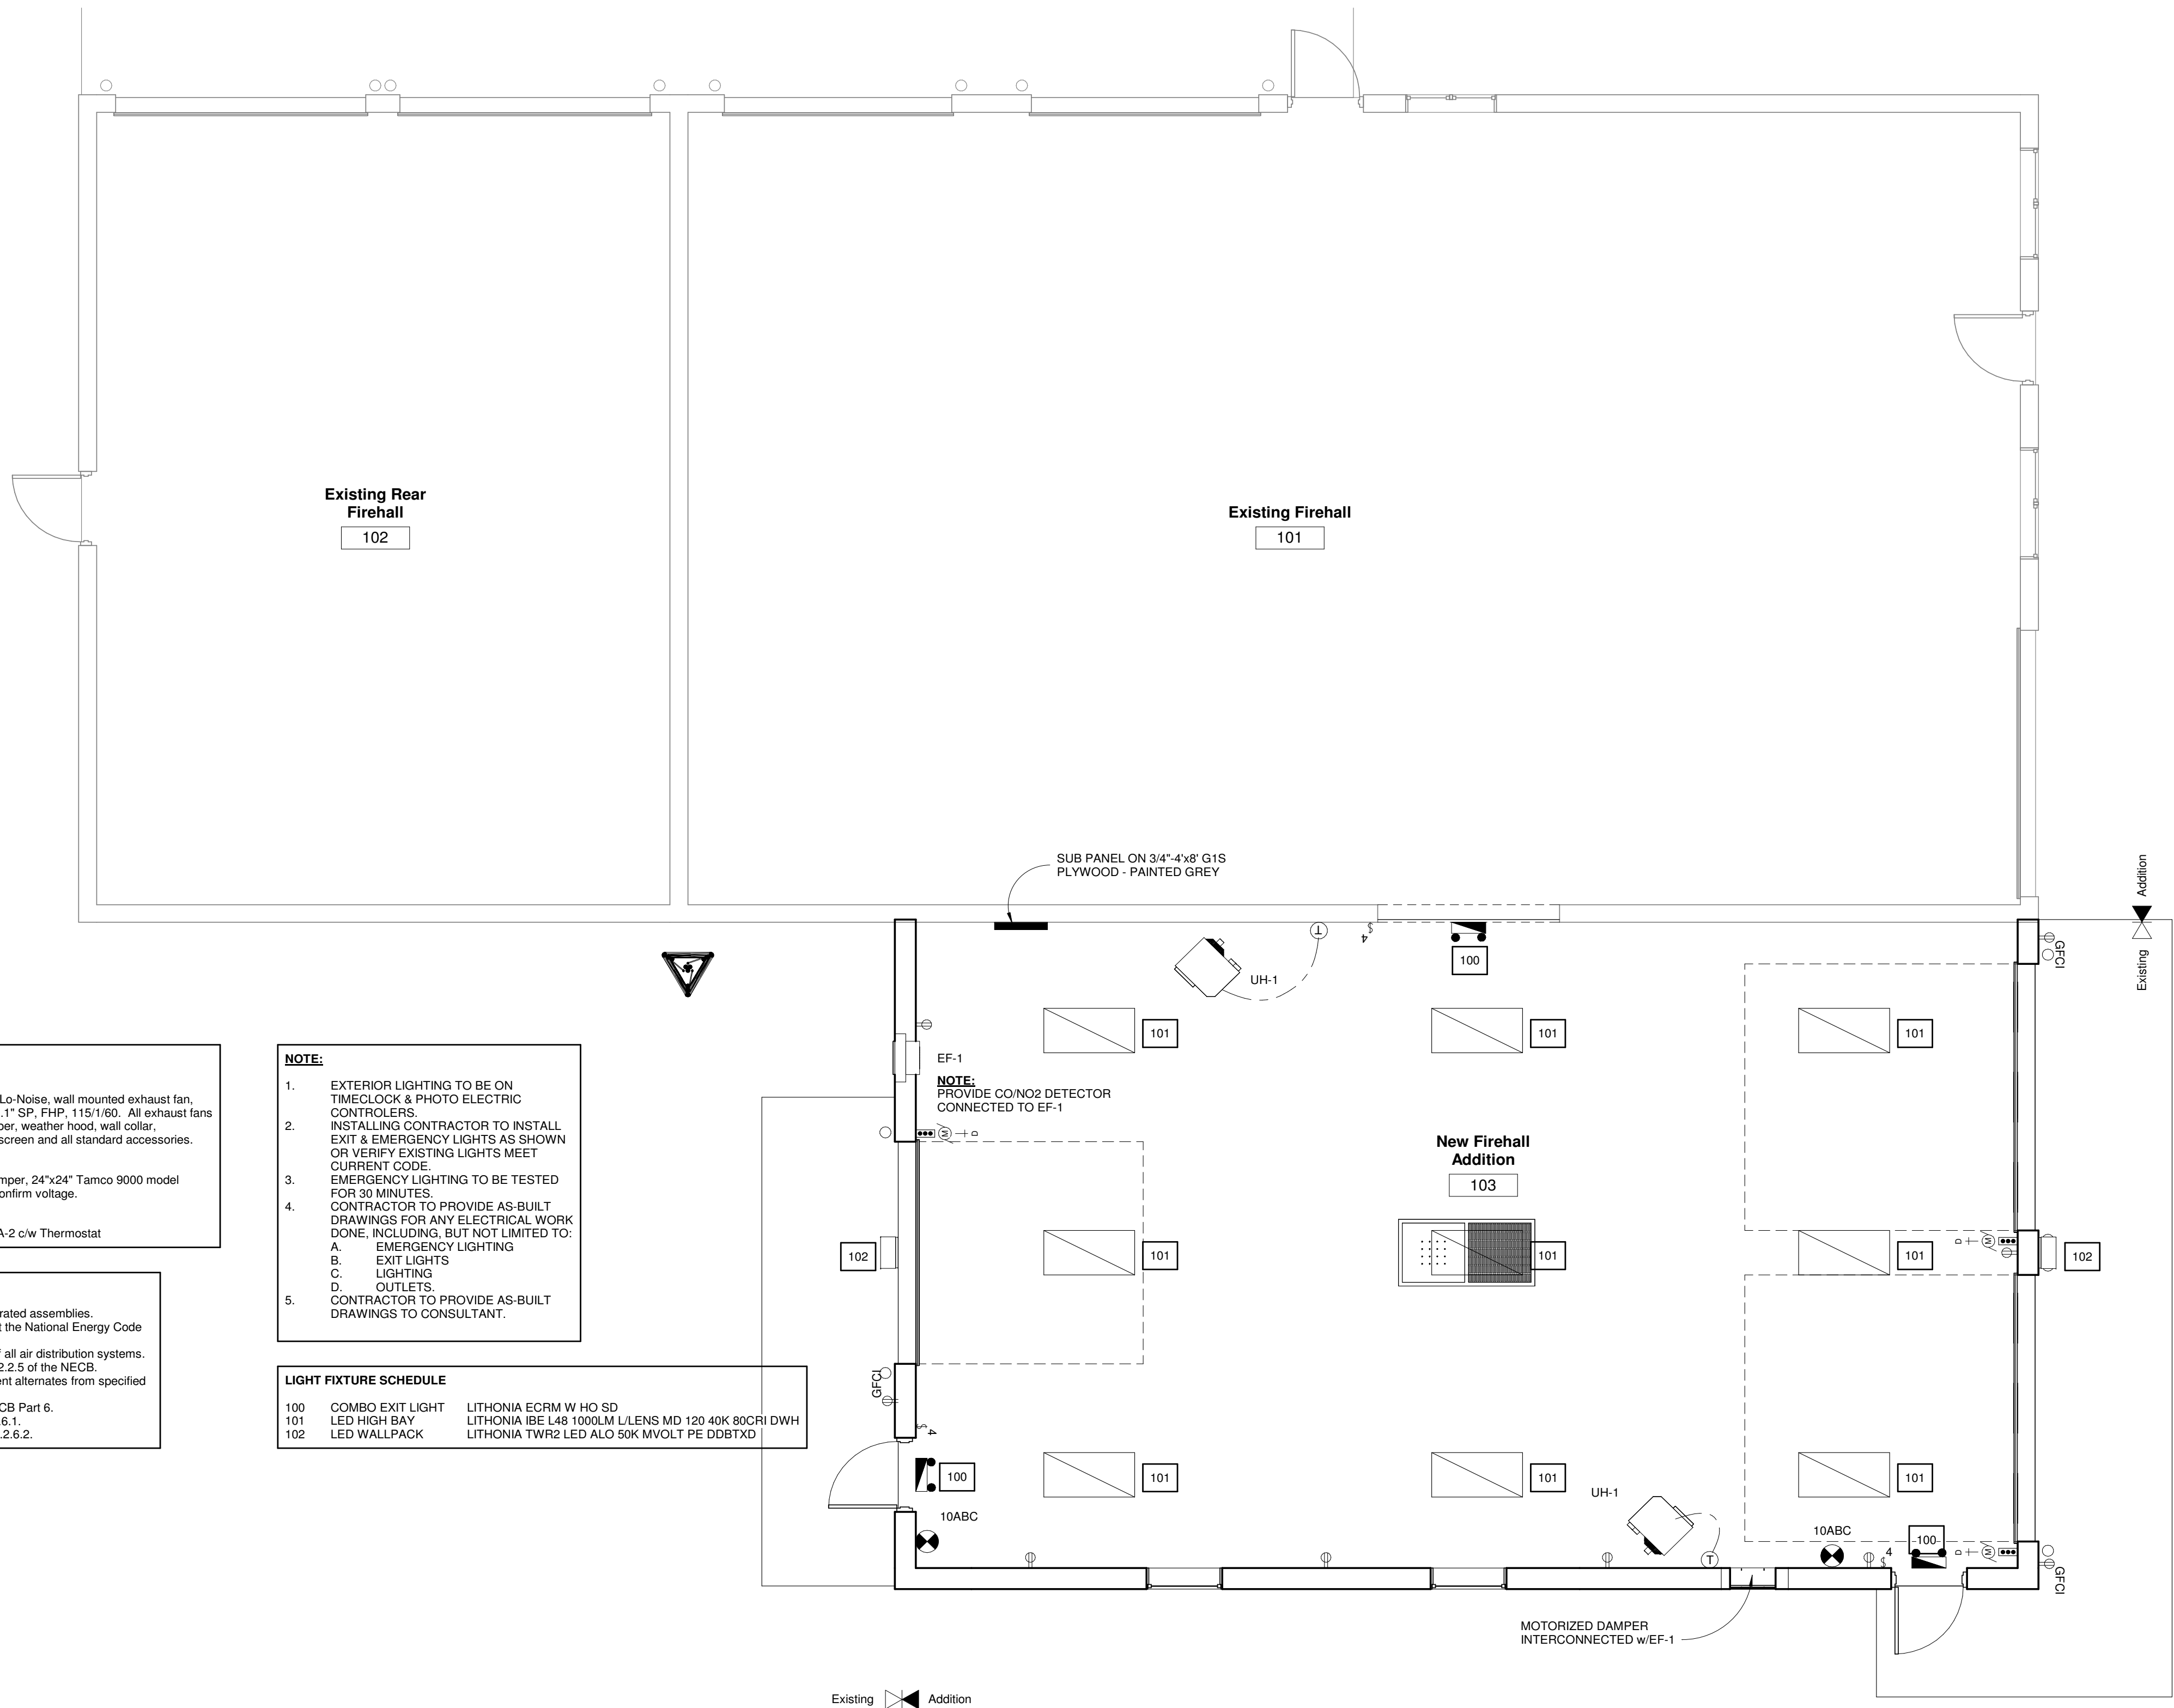 Existing Rear
Firehall
102
Existing Firehall
101
SUB PANEL ON 3/4"-4'x8' G1S
PLYWOOD - PAINTED GREY
Addition
Existing
GFCI
T
$
4
100
UH-1
101
101
101
EF-1
NOTE:
PROVIDE CO/NO2 DETECTOR
CONNECTED TO EF-1
M
D
New Firehall
Addition
103
102
101
101
101
D
M
102
GFCI
$
4
100
10ABC
101
101
101
UH-1
T
10ABC
100
$
4
D
M
GFCI
MOTORIZED DAMPER
INTERCONNECTED w/EF-1
Existing
Addition
Lo-Noise, wall mounted exhaust fan,
.1" SP, FHP, 115/1/60. All exhaust fans
per, weather hood, wall collar,
screen and all standard accessories.
mper, 24"x24" Tamco 9000 model
onfirm voltage.
A-2 c/w Thermostat
rated assemblies.
t the National Energy Code
f all air distribution systems.
2.2.5 of the NECB.
ent alternates from specified
CB Part 6.
.6.1.
.2.6.2.
NOTE:
1. EXTERIOR LIGHTING TO BE ON
TIMECLOCK & PHOTO ELECTRIC
CONTROLERS.
2. INSTALLING CONTRACTOR TO INSTALL
EXIT & EMERGENCY LIGHTS AS SHOWN
OR VERIFY EXISTING LIGHTS MEET
CURRENT CODE.
3. EMERGENCY LIGHTING TO BE TESTED
FOR 30 MINUTES.
4. CONTRACTOR TO PROVIDE AS-BUILT
DRAWINGS FOR ANY ELECTRICAL WORK
DONE, INCLUDING, BUT NOT LIMITED TO:
A. EMERGENCY LIGHTING
B. EXIT LIGHTS
C. LIGHTING
D. OUTLETS.
5. CONTRACTOR TO PROVIDE AS-BUILT
DRAWINGS TO CONSULTANT.
LIGHT FIXTURE SCHEDULE
100 COMBO EXIT LIGHT LITHONIA ECRM W HO SD
101 LED HIGH BAY LITHONIA IBE L48 1000LM L/LENS MD 120 40K 80CRI DWH
102 LED WALLPACK LITHONIA TWR2 LED ALO 50K MVOLT PE DDBTXD